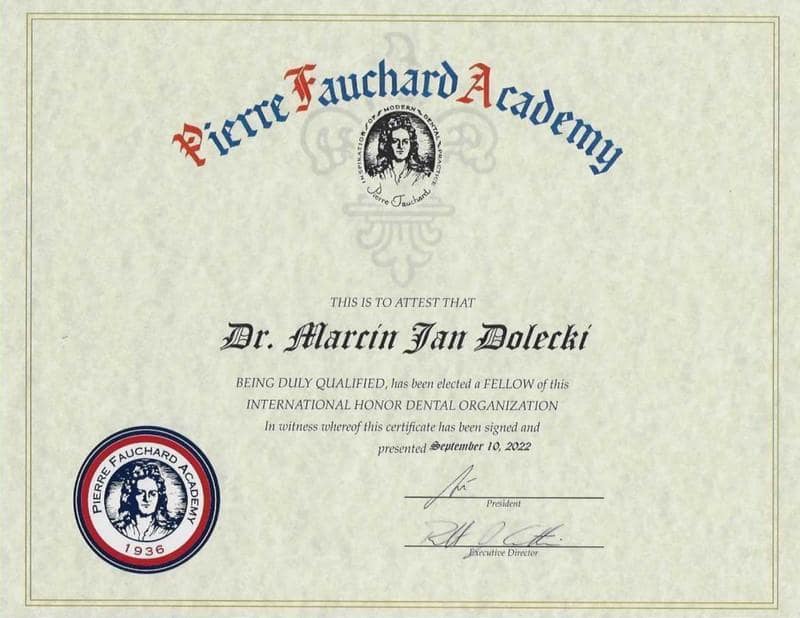 Pierre Fauchard Academy
INSPIRATION OF MODERN DENTAL PRACTICE
Pierre Fauchard
THIS IS TO ATTEST THAT
Dr. Marcin Jan Dolecki
BEING DULY QUALIFIED, has been elected a FELLOW of this
INTERNATIONAL HONOR DENTAL ORGANIZATION
In witness whereof this certificate has been signed and
presented September 10, 2022
President
Executive Director
PIERRE FAUCHARD ACADEMY
1936